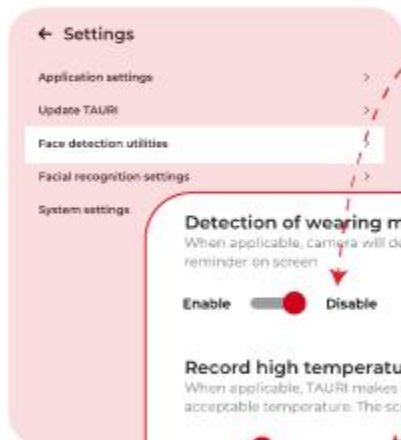 ← Settings
Application settings
Update TAURI
Face detection utilities
Facial recognition settings
System settings
Detection of wearing m
When applicable, camera will de
reminder on screen
Enable Disable
Record high temperatu
When applicable, TAURI makes
acceptable temperature. The sc